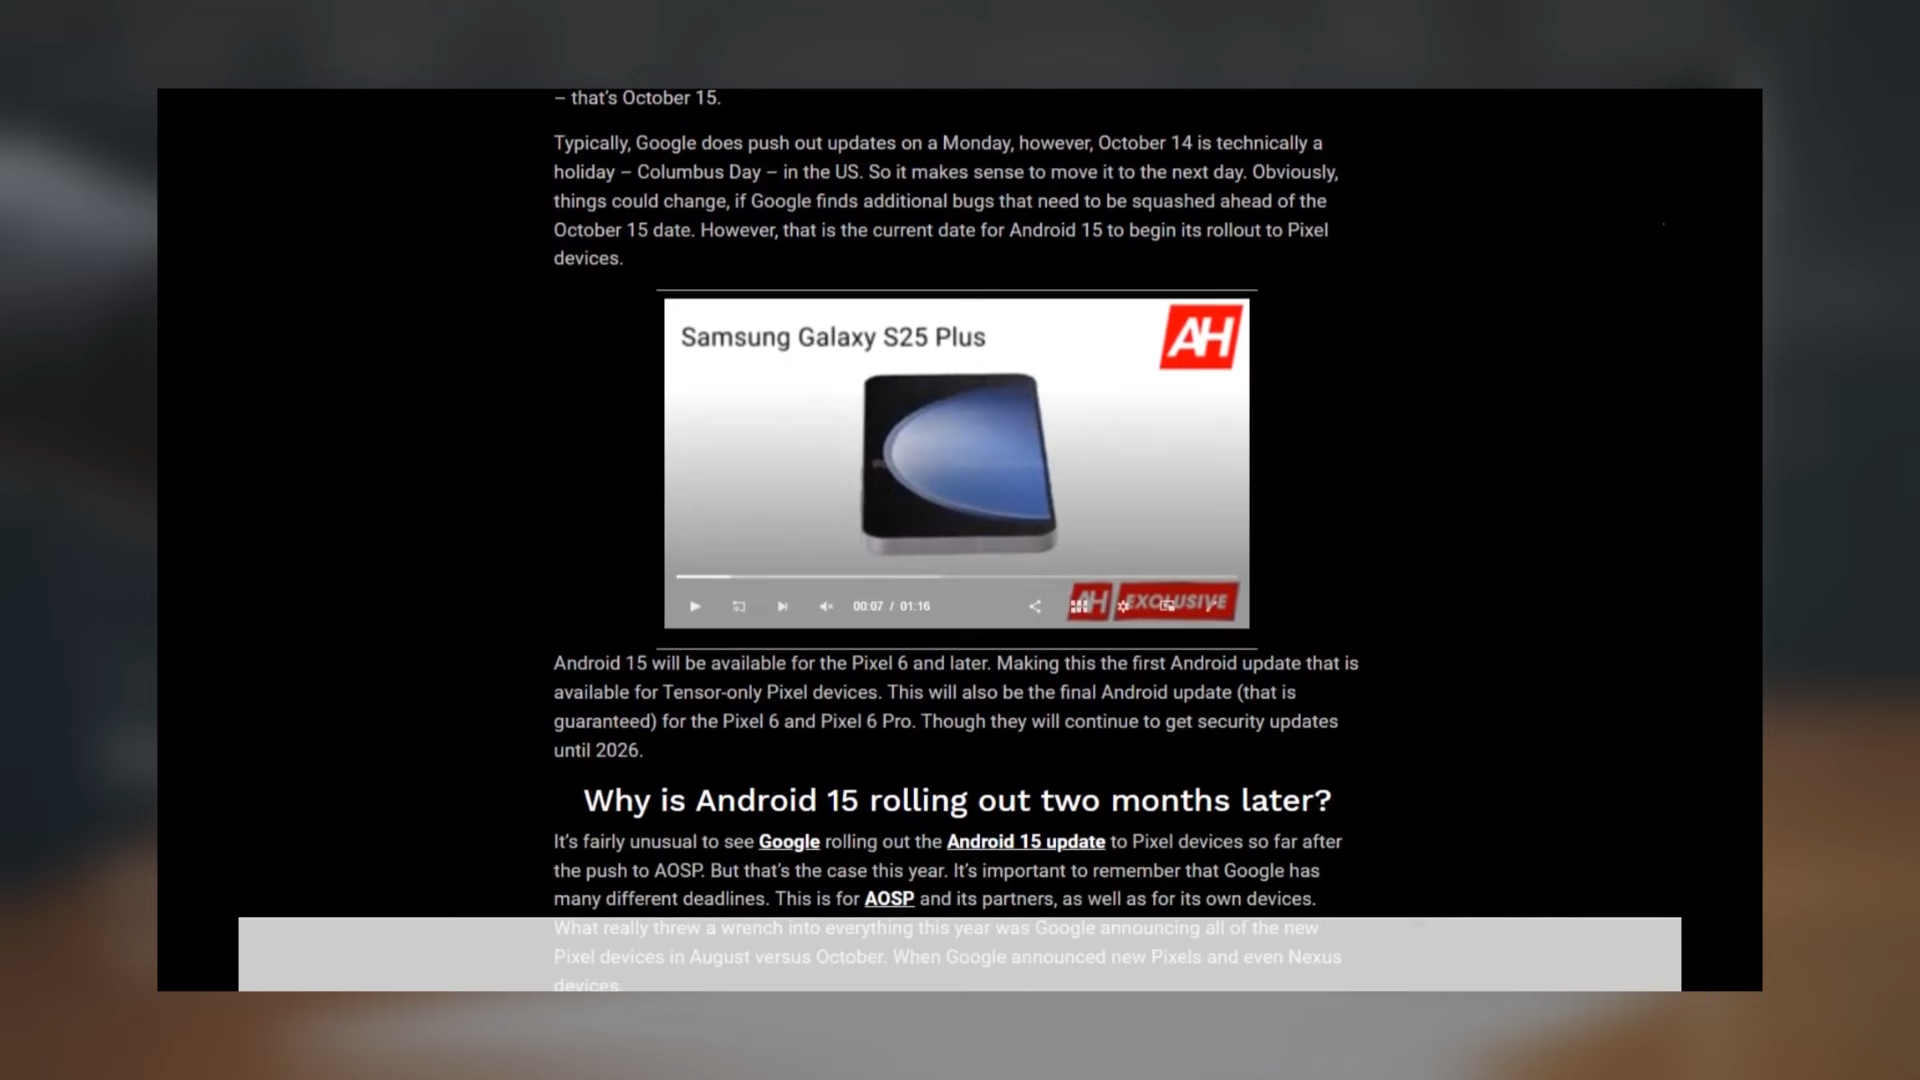 – that's October 15.
Typically, Google does push out updates on a Monday, however, October 14 is technically a
holiday – Columbus Day – in the US. So it makes sense to move it to the next day. Obviously,
things could change, if Google finds additional bugs that need to be squashed ahead of the
October 15 date. However, that is the current date for Android 15 to begin its rollout to Pixel
devices.
Samsung Galaxy S25 Plus
AH
00:07 / 01:16
AH EXCLUSIVE
Android 15 will be available for the Pixel 6 and later. Making this the first Android update that is
available for Tensor-only Pixel devices. This will also be the final Android update (that is
guaranteed) for the Pixel 6 and Pixel 6 Pro. Though they will continue to get security updates
until 2026.
Why is Android 15 rolling out two months later?
It's fairly unusual to see Google rolling out the Android 15 update to Pixel devices so far after
the push to AOSP. But that's the case this year. It's important to remember that Google has
many different deadlines. This is for AOSP and its partners, as well as for its own devices.
What really threw a wrench into everything this year was Google announcing all of the new
Pixel devices in August versus October. When Google announced new Pixels and even Nexus
devices